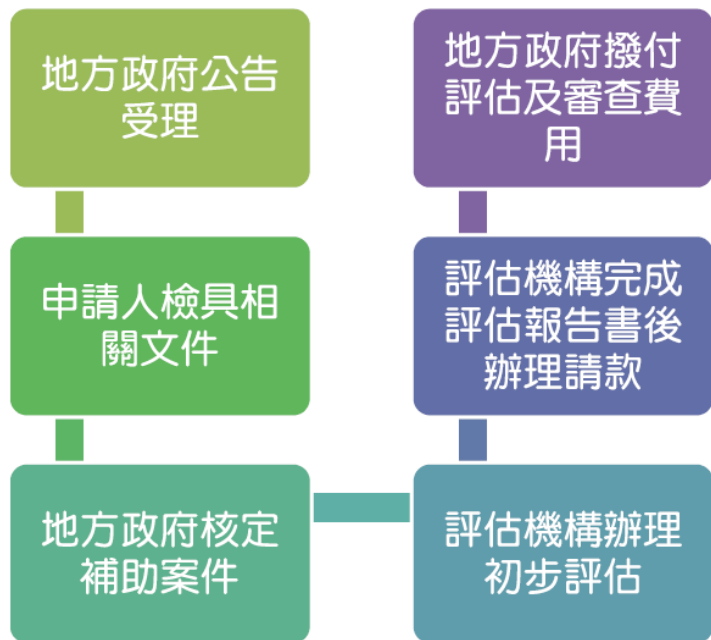 地方政府公告
受理
申請人檢具相
關文件
地方政府核定
補助案件
評估機構辦理
初步評估
評估機構完成
評估報告書後
辦理請款
地方政府撥付
評估及審查費
用